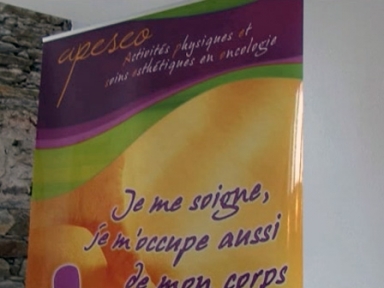 apeseo
Activités physiques et
soins esthétiques en oncologie
Je me soigne,
je m'occupe aussi
de mon corps